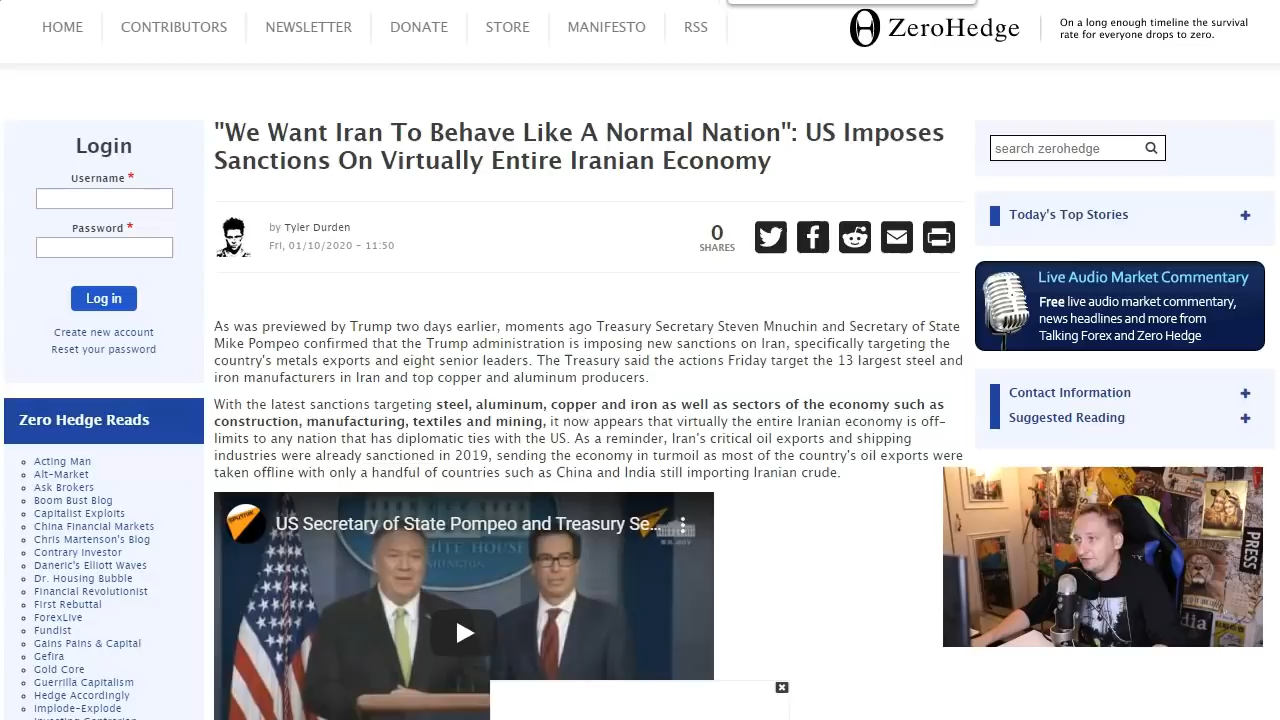 HOME
CONTRIBUTORS
NEWSLETTER
DONATE
STORE
MANIFESTO
RSS
ZeroHedge
On a long enough timeline the survival
rate for everyone drops to zero.
Login
Username *
Password *
Log in
Create new account
Reset your password
Zero Hedge Reads
Acting Man
Alt-Market
Ask Brokers
Boom Bust Blog
Capitalist Exploits
China Financial Markets
Chris Martenson's Blog
Contrary Investor
Daneric's Elliott Waves
Dr. Housing Bubble
Financial Revolutionist
First Rebuttal
ForexLive
Fundist
Gains Pains & Capital
Gefira
Gold Core
Guerrilla Capitalism
Hedge Accordingly
Implode-Explode
"We Want Iran To Behave Like A Normal Nation": US Imposes
Sanctions On Virtually Entire Iranian Economy
by Tyler Durden
Fri, 01/10/2020 - 11:50
0
SHARES
As was previewed by Trump two days earlier, moments ago Treasury Secretary Steven Mnuchin and Secretary of State
Mike Pompeo confirmed that the Trump administration is imposing new sanctions on Iran, specifically targeting the
country's metals exports and eight senior leaders. The Treasury said the actions Friday target the 13 largest steel and
iron manufacturers in Iran and top copper and aluminum producers.
With the latest sanctions targeting steel, aluminum, copper and iron as well as sectors of the economy such as
construction, manufacturing, textiles and mining, it now appears that virtually the entire Iranian economy is off-
limits to any nation that has diplomatic ties with the US. As a reminder, Iran's critical oil exports and shipping
industries were already sanctioned in 2019, sending the economy in turmoil as most of the country's oil exports were
taken offline with only a handful of countries such as China and India still importing Iranian crude.
SPUTNIK
US Secretary of State Pompeo and Treasury Se...
search zerohedge
Today's Top Stories
Live Audio Market Commentary
Free live audio market commentary,
news headlines and more from
Talking Forex and Zero Hedge
Contact Information
Suggested Reading
PRESS